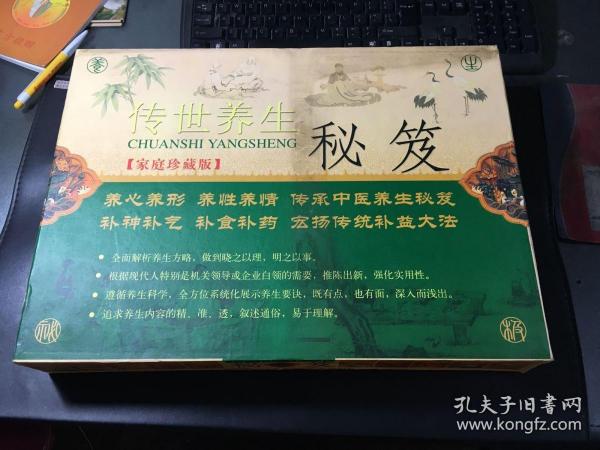 養
生
传世养生
CHUANSHI YANGSHENG
秘笈
【家庭珍藏版】
养心养形 养性养情 传承中医养生秘笈
补神补气 补食补药 宏扬传统补益大法
• 全面解析养生方略，做到晓之以理，明之以事。
• 根据现代人特别是机关领导或企业白领的需要，推陈出新，强化实用性。
• 遵循养生科学，全方位系统化展示养生要诀，既有点，也有面，深入而浅出。
• 追求养生内容的精、准、透，叙述通俗，易于理解。
孔夫子旧书网
www.kongfz.com